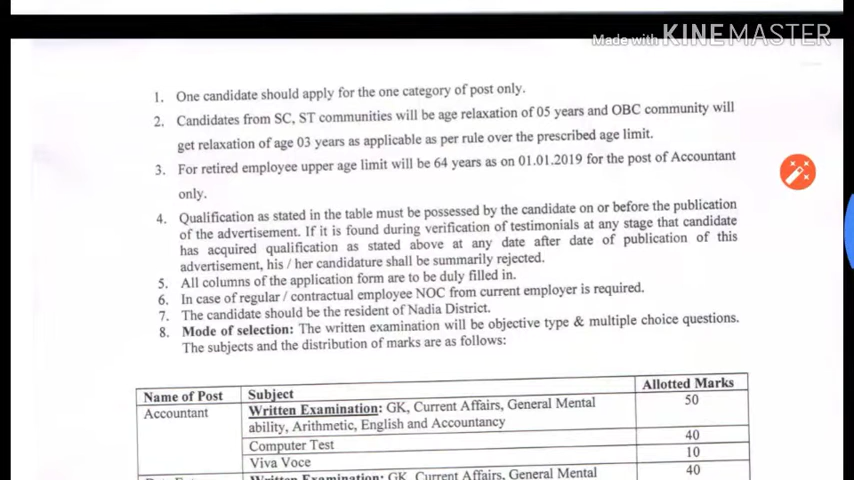 Made with KINEMASTER
1. One candidate should apply for the one category of post only.
2. Candidates from SC, ST communities will be age relaxation of 05 years and OBC community will
get relaxation of age 03 years as applicable as per rule over the prescribed age limit.
3. For retired employee upper age limit will be 64 years as on 01.01.2019 for the post of Accountant
only.
4. Qualification as stated in the table must be possessed by the candidate on or before the publication
of the advertisement. If it is found during verification of testimonials at any stage that candidate
has acquired qualification as stated above at any date after date of publication of this
advertisement, his / her candidature shall be summarily rejected.
5. All columns of the application form are to be duly filled in.
6. In case of regular / contractual employee NOC from current employer is required.
7. The candidate should be the resident of Nadia District.
8. Mode of selection: The written examination will be objective type & multiple choice questions.
The subjects and the distribution of marks are as follows:
Name of Post Subject Allotted Marks
Accountant Written Examination: GK, Current Affairs, General Mental 50
ability, Arithmetic, English and Accountancy
Computer Test 40
Viva Voce 10
Written Examination: GK, Current Affairs, General Mental 40